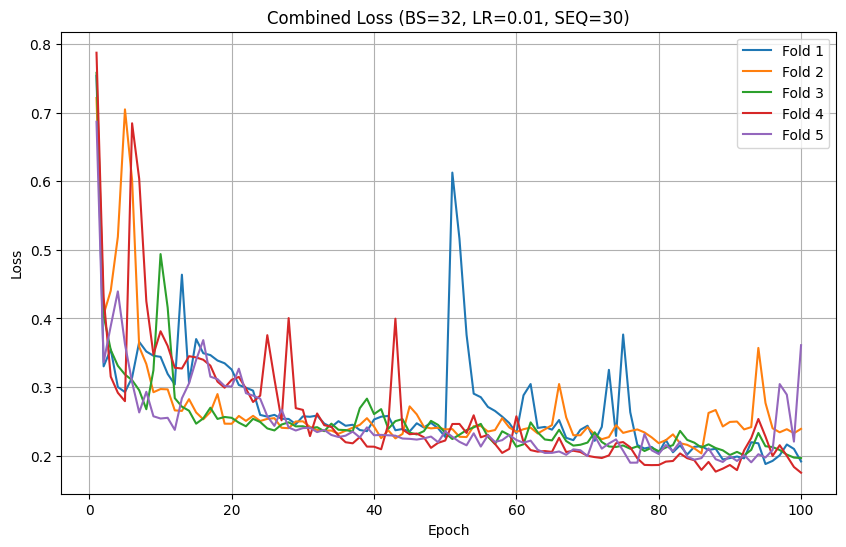 Combined Loss (BS=32, LR=0.01, SEQ=30)
Fold 1
Fold 2
Fold 3
Fold 4
Fold 5
Loss
0.8
0.7
0.6
0.5
0.4
0.3
0.2
0
20
40
60
80
100
Epoch